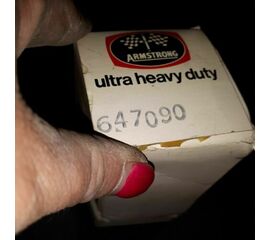 ARMSTRONG
ultra heavy duty
647090